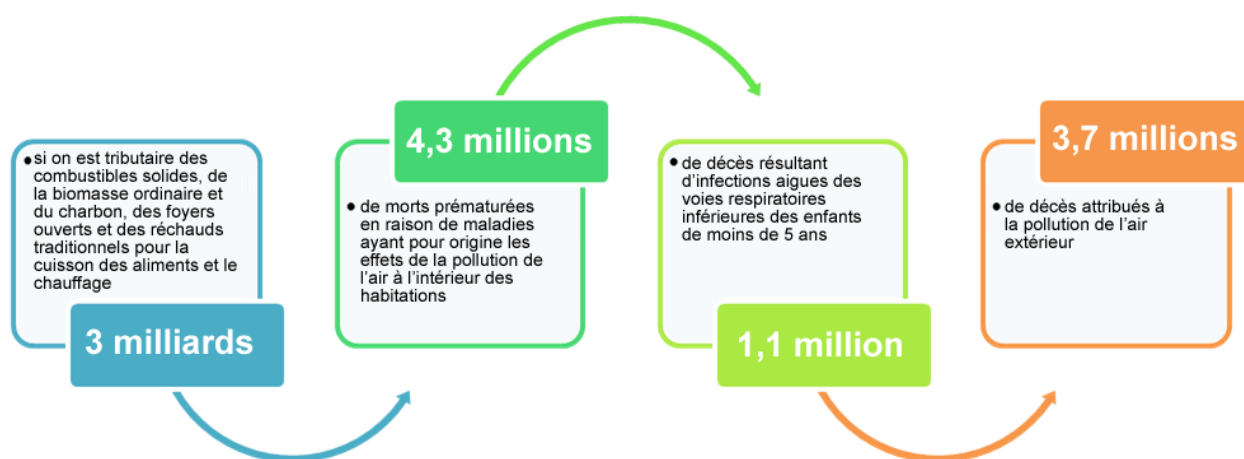 • si on est tributaire des
combustibles solides, de
la biomasse ordinaire et
du charbon, des foyers
ouverts et des réchauds
traditionnels pour la
cuisson des aliments et le
chauffage
3 milliards
4,3 millions
• de morts prématurées
en raison de maladies
ayant pour origine les
effets de la pollution de
l'air à l'intérieur des
habitations
• de décès résultant
d'infections aigues des
voies respiratoires
inférieures des enfants
de moins de 5 ans
1,1 million
3,7 millions
• de décès attribués à
la pollution de l'air
extérieur